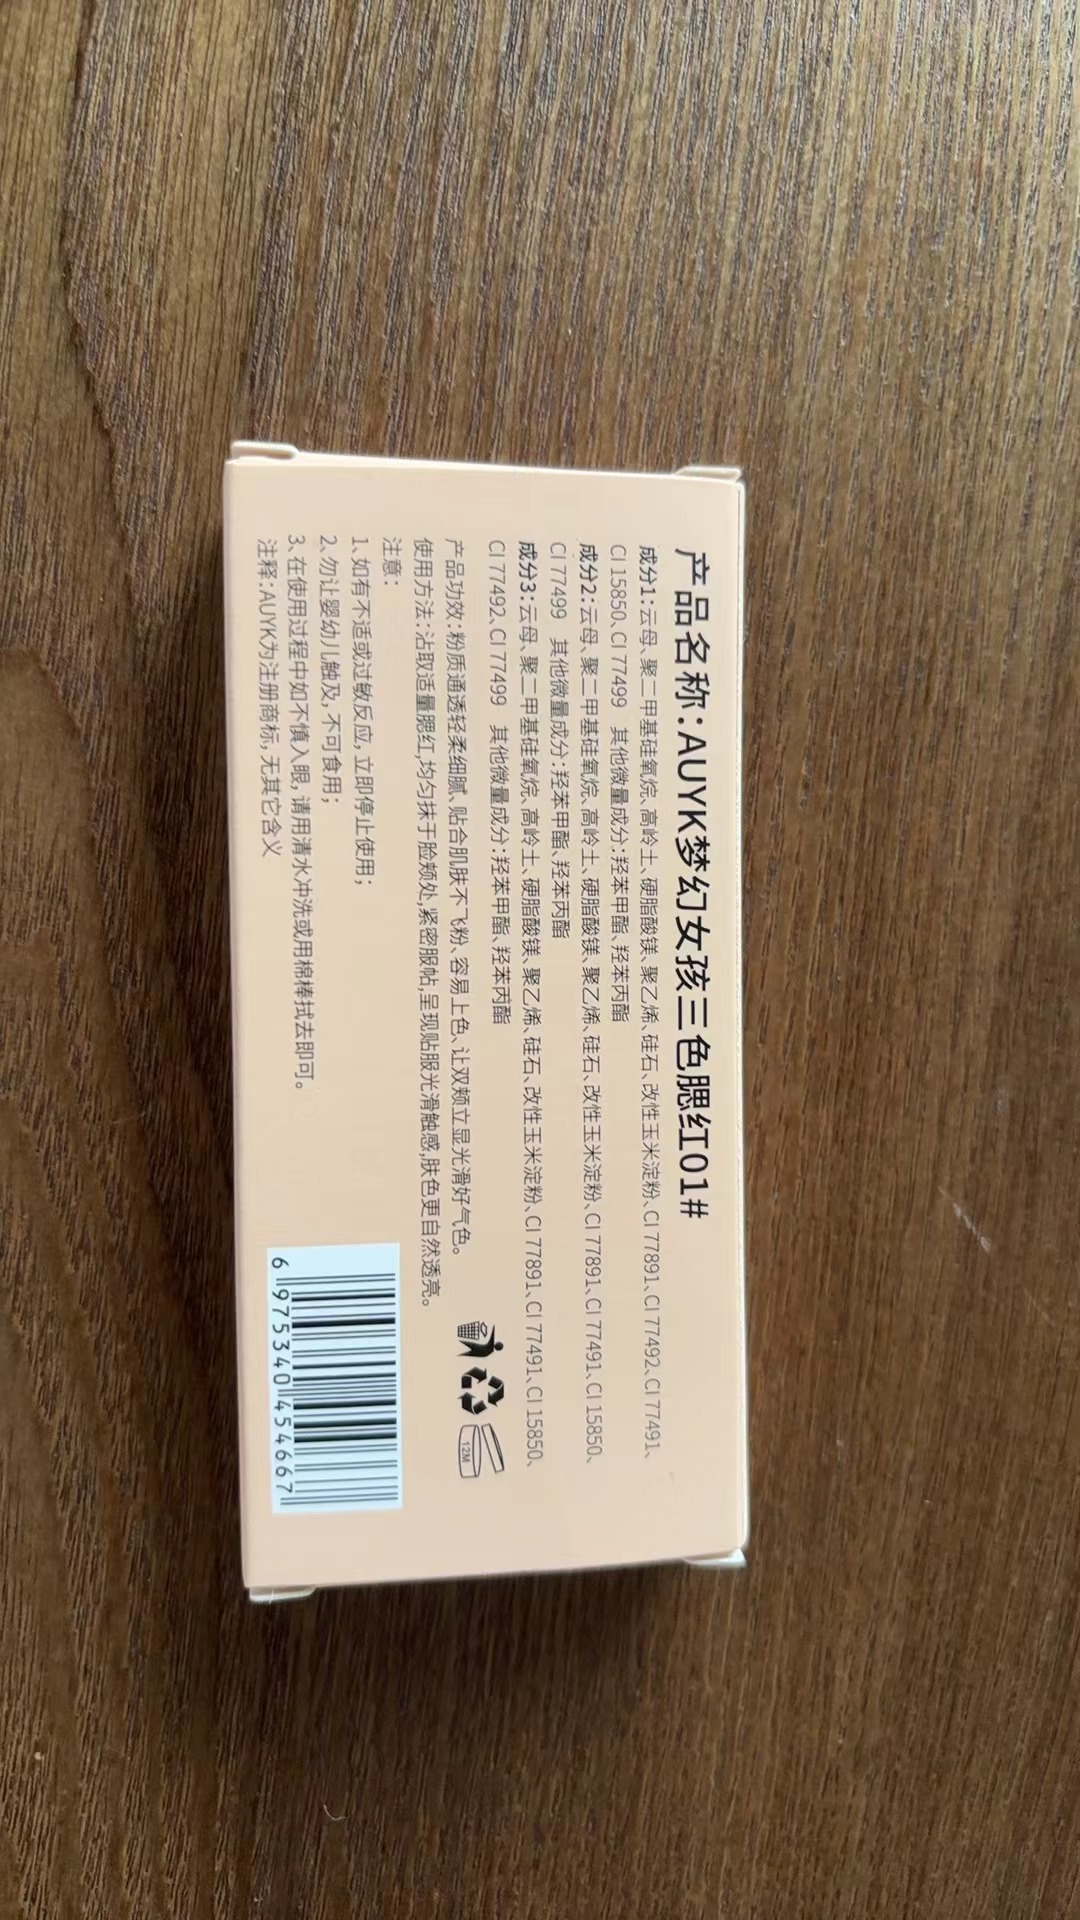 产品名称:AUYK梦幻女孩三色腮红01#
成分1:云母、聚二甲基硅氧烷、高岭土、硬脂酸镁、聚乙烯、硅石、改性玉米淀粉、CI 77891、CI 77492、CI 77491、
CI 15850、CI 77499 其他微量成分:羟苯甲酯、羟苯丙酯
成分2:云母、聚二甲基硅氧烷、高岭土、硬脂酸镁、聚乙烯、硅石、改性玉米淀粉、CI 77891、CI 77491、CI 15850、
CI 77499 其他微量成分:羟苯甲酯、羟苯丙酯
成分3:云母、聚二甲基硅氧烷、高岭土、硬脂酸镁、聚乙烯、硅石、改性玉米淀粉、CI 77891、CI 77491、CI 15850、
CI 77492、CI 77499 其他微量成分:羟苯甲酯、羟苯丙酯
产品功效:粉质通透轻柔细腻、贴合肌肤不飞粉、容易上色、让双颊立显光滑好气色。
使用方法:沾取适量腮红,均匀抹于脸颊处,紧密服帖,呈现贴服光滑触感,肤色更自然透亮。
注意:
1、如有不适或过敏反应,立即停止使用;
2、勿让婴幼儿触及,不可食用;
3、在使用过程中如不慎入眼,请用清水冲洗或用棉棒拭去即可。
注释:AUYK为注册商标,无其它含义
12M
6 975340 454667